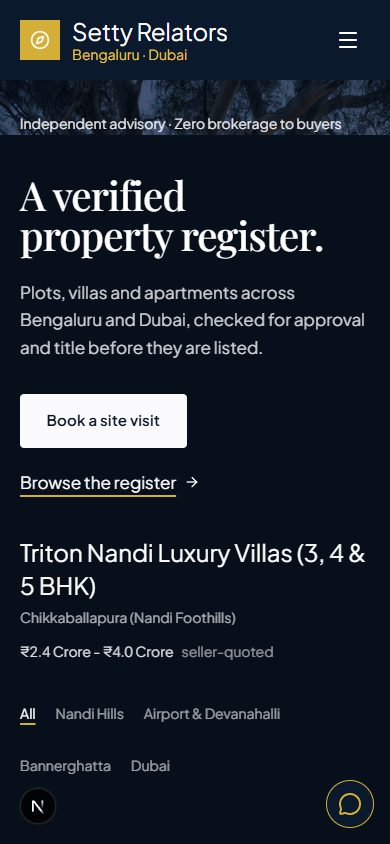 Setty Relators
Bengaluru · Dubai
Independent advisory · Zero brokerage to buyers
A verified
property register.
Plots, villas and apartments across
Bengaluru and Dubai, checked for approval
and title before they are listed.
Book a site visit
Browse the register →
Triton Nandi Luxury Villas (3, 4 &
5 BHK)
Chikkaballapura (Nandi Foothills)
₹2.4 Crore – ₹4.0 Crore seller-quoted
All Nandi Hills Airport & Devanahalli
Bannerghatta Dubai
N